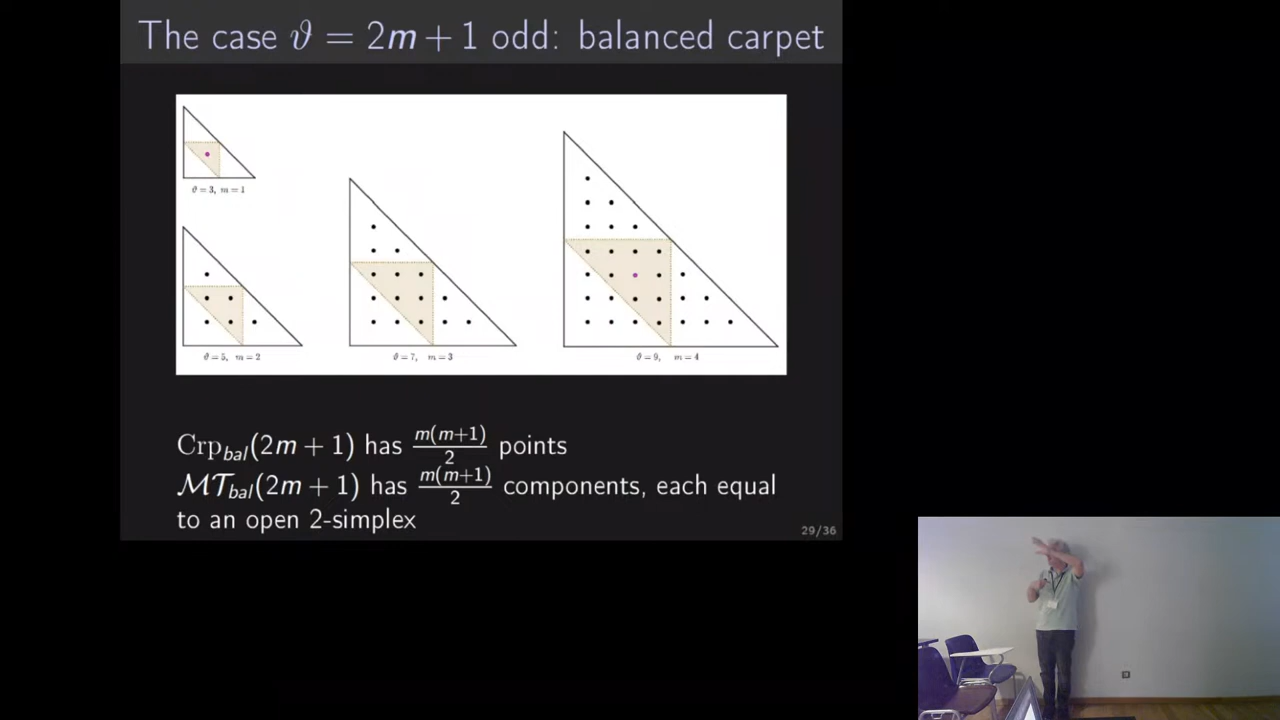 The case ϑ = 2m + 1 odd: balanced carpet
ϑ = 3, m = 1
ϑ = 5, m = 2
ϑ = 7, m = 3
ϑ = 9, m = 4
Crp_bal(2m + 1) has m(m+1)/2 points
ℳ𝒯_bal(2m + 1) has m(m+1)/2 components, each equal
to an open 2-simplex
29/36